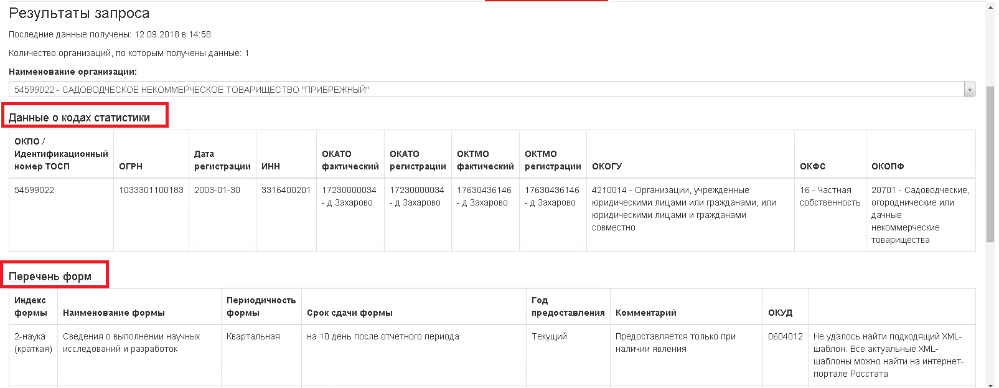 Результаты запроса
Последние данные получены: 12.09.2018 в 14:58
Количество организаций, по которым получены данные: 1
Наименование организации:
54599022 - САДОВОДЧЕСКОЕ НЕКОММЕРЧЕСКОЕ ТОВАРИЩЕСТВО "ПРИБРЕЖНЫЙ"
Данные о кодах статистики
ОКПО /
Идентификационный
номер ТОСП
ОГРН
Дата
регистрации
ИНН
ОКАТО
фактический
ОКАТО
регистрации
ОКТМО
фактический
ОКТМО
регистрации
ОКОГУ
ОКФС
ОКОПФ
54599022
1033301100183
2003-01-30
3316400201
17230000034
- д Захарово
17230000034
- д Захарово
17630436146
- д Захарово
17630436146
- д Захарово
4210014 - Организации, учрежденные
юридическими лицами или гражданами, или
юридическими лицами и гражданами
совместно
16 - Частная
собственность
20701 - Садоводческие,
огороднические или
дачные
некоммерческие
товарищества
Перечень форм
Индекс
формы
Наименование формы
Периодичность
формы
Срок сдачи формы
Год
предоставления
Комментарий
ОКУД
2-наука
(краткая)
Сведения о выполнении научных
исследований и разработок
Квартальная
на 10 день после отчетного периода
Текущий
Предоставляется только при
наличии явления
0604012
Не удалось найти подходящий XML-
шаблон. Все актуальные XML-
шаблоны можно найти на интернет-
портале Росстата